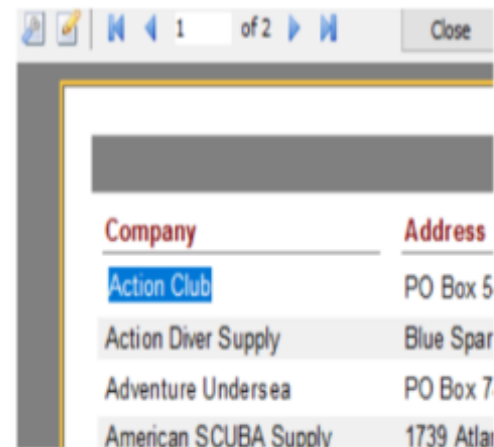 1 of 2 Close
Company Address
Action Club PO Box 5
Action Diver Supply Blue Spar
Adventure Undersea PO Box 7
American SCUBA Supply 1739 Atla